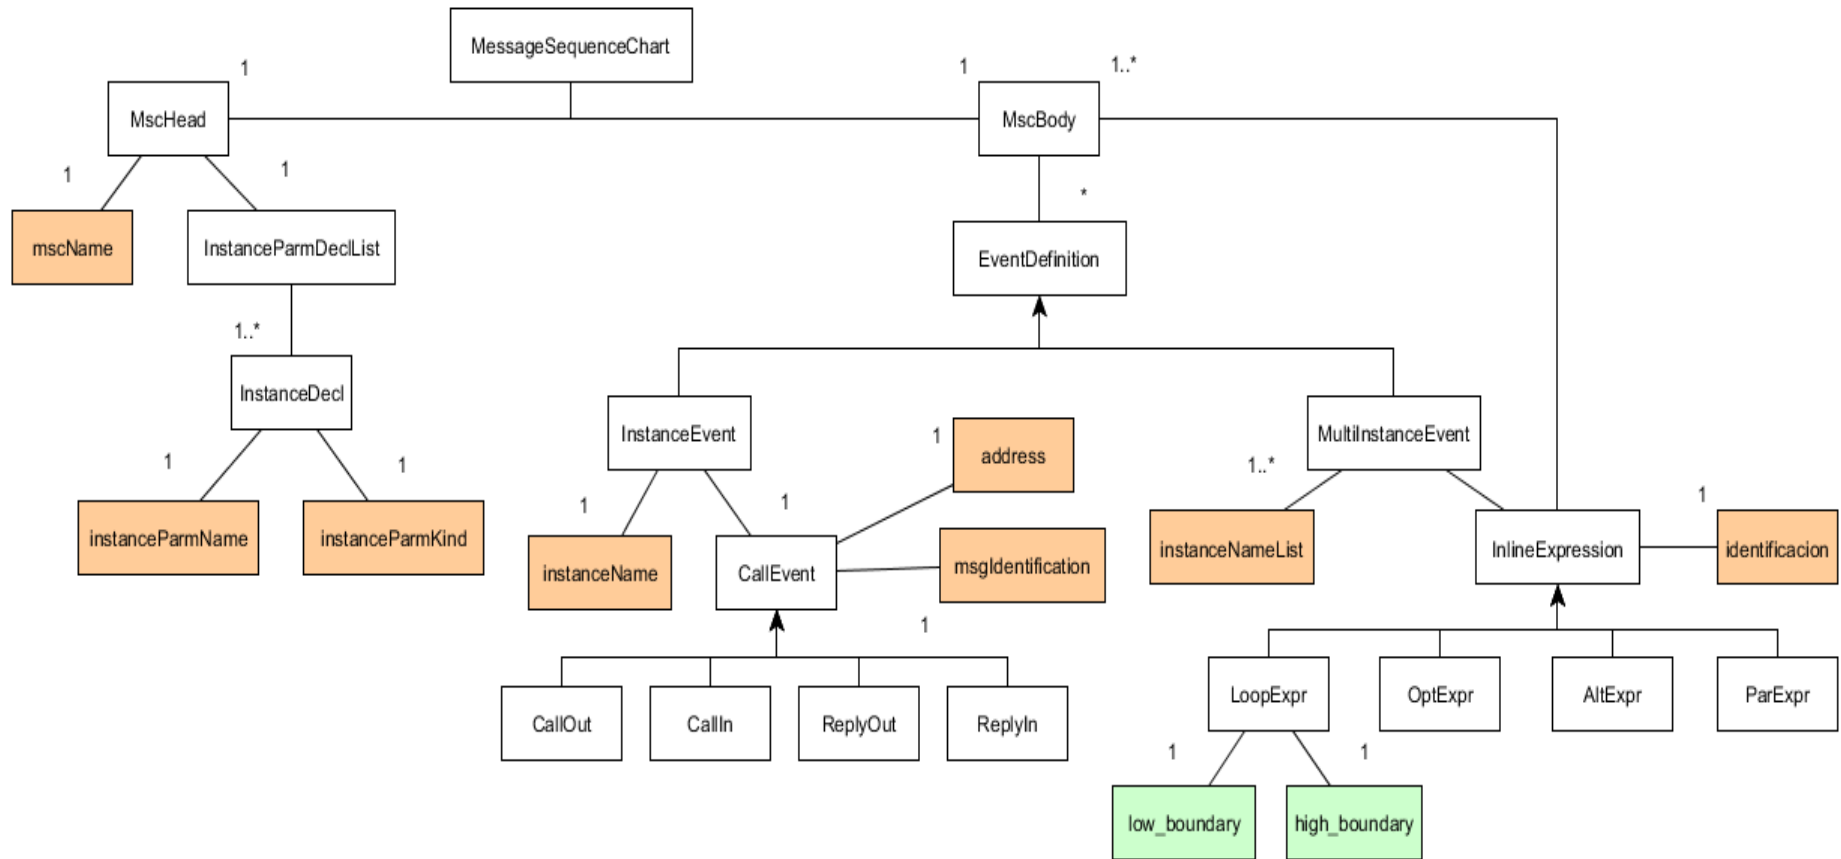 MessageSequenceChart
1
1
1..*
MscHead
MscBody
1
1
*
mscName
InstanceParmDeclList
EventDefinition
1..*
InstanceDecl
InstanceEvent
MultiInstanceEvent
1
address
1
1
1..*
1
1
1
instanceParmName
instanceParmKind
instanceNameList
InlineExpression
identificacion
instanceName
CallEvent
msgIdentification
1
LoopExpr
OptExpr
AltExpr
ParExpr
CallOut
CallIn
ReplyOut
ReplyIn
1
1
low_boundary
high_boundary